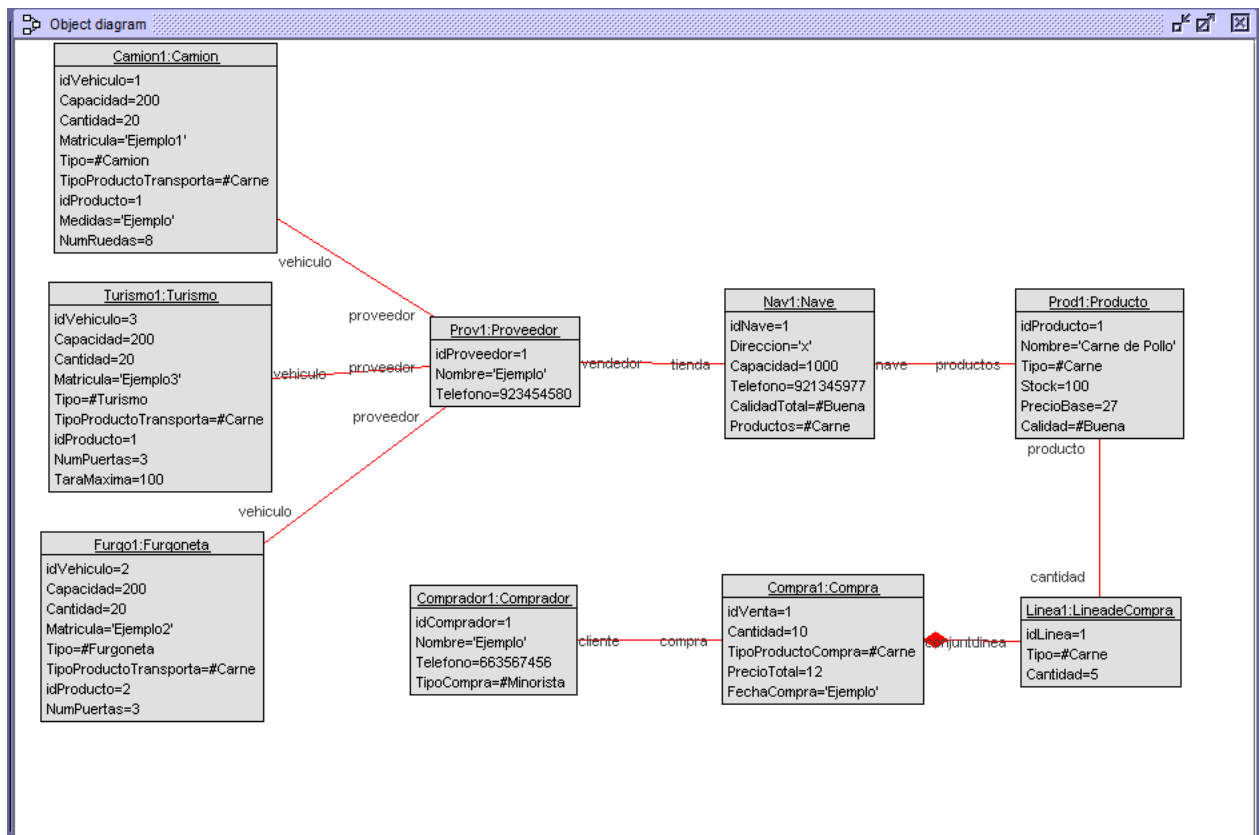 Object diagram
Camion1:Camion
idVehiculo=1
Capacidad=200
Cantidad=20
Matricula='Ejemplo1'
Tipo=#Camion
TipoProductoTransporta=#Carne
idProducto=1
Medidas='Ejemplo'
NumRuedas=8
vehiculo
proveedor
Turismo1:Turismo
idVehiculo=3
Capacidad=200
Cantidad=20
Matricula='Ejemplo3'
Tipo=#Turismo
TipoProductoTransporta=#Carne
idProducto=1
NumPuertas=3
TaraMaxima=100
vehiculo
proveedor
Furgo1:Furgoneta
idVehiculo=2
Capacidad=200
Cantidad=20
Matricula='Ejemplo2'
Tipo=#Furgoneta
TipoProductoTransporta=#Carne
idProducto=2
NumPuertas=3
vehiculo
proveedor
Prov1:Proveedor
idProveedor=1
Nombre='Ejemplo'
Telefono=923454580
vendedor
tienda
Nav1:Nave
idNave=1
Direccion='x'
Capacidad=1000
Telefono=921345977
CalidadTotal=#Buena
Productos=#Carne
nave
productos
Prod1:Producto
idProducto=1
Nombre='Carne de Pollo'
Tipo=#Carne
Stock=100
PrecioBase=27
Calidad=#Buena
producto
cantidad
Comprador1:Comprador
idComprador=1
Nombre='Ejemplo'
Telefono=663567456
TipoCompra=#Minorista
cliente
compra
Compra1:Compra
idVenta=1
Cantidad=10
TipoProductoCompra=#Carne
PrecioTotal=12
FechaCompra='Ejemplo'
Linea1:LineadeCompra
idLinea=1
Tipo=#Carne
Cantidad=5